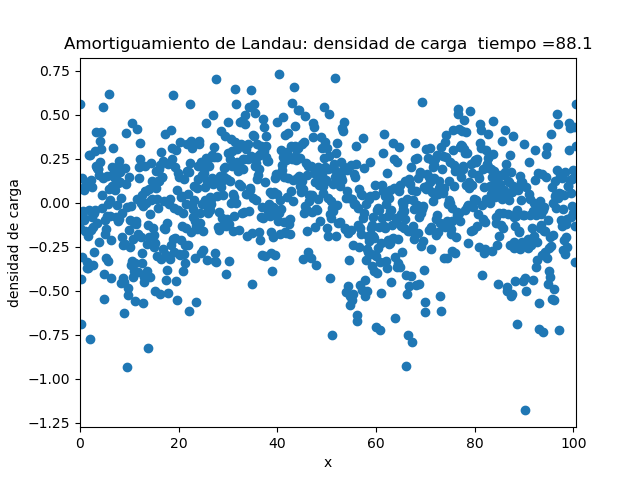 Amortiguamiento de Landau: densidad de carga  tiempo =88.1
densidad de carga
0.75
0.50
0.25
0.00
−0.25
−0.50
−0.75
−1.00
−1.25
0 20 40 60 80 100
x